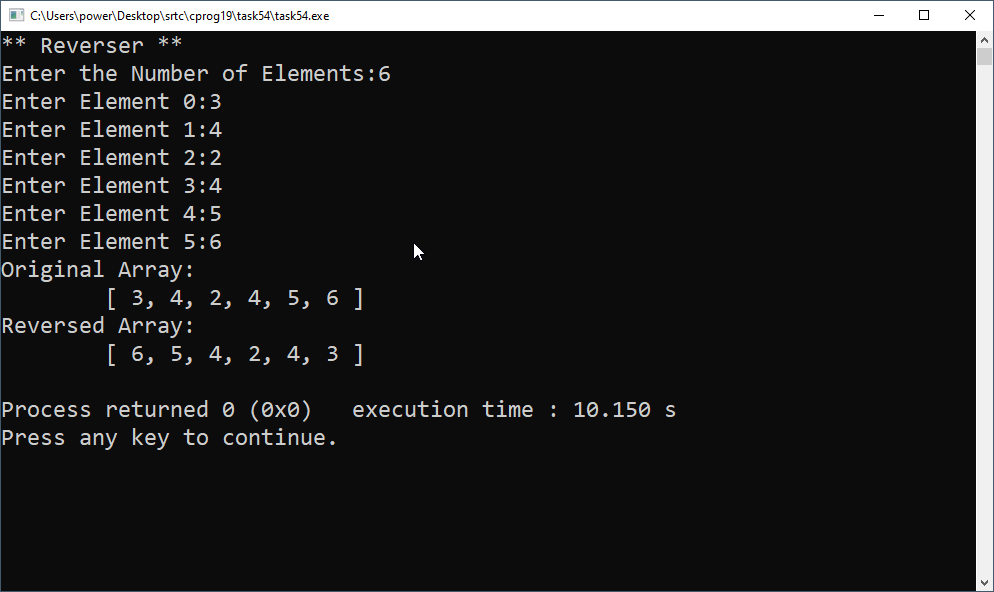 C:\Users\power\Desktop\srtc\cprog19\task54\task54.exe
** Reverser **
Enter the Number of Elements:6
Enter Element 0:3
Enter Element 1:4
Enter Element 2:2
Enter Element 3:4
Enter Element 4:5
Enter Element 5:6
Original Array:
        [ 3, 4, 2, 4, 5, 6 ]
Reversed Array:
        [ 6, 5, 4, 2, 4, 3 ]
Process returned 0 (0x0)   execution time : 10.150 s
Press any key to continue.